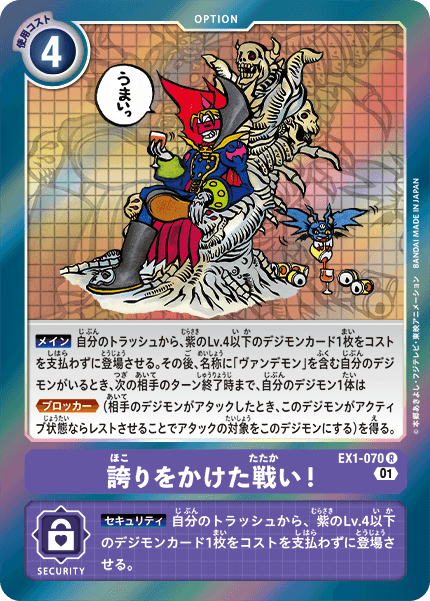 OPTION
使用コスト
4
うまいっ
メイン 自分のトラッシュから、紫のLv.4以下のデジモンカード1枚をコスト
を支払わずに登場させる。その後、名称に「ヴァンデモン」を含む自分のデジ
モンがいるとき、次の相手のターン終了時まで、自分のデジモン1体は
ブロッカー (相手のデジモンがアタックしたとき、このデジモンがアクティ
ブ状態ならレストさせることでアタックの対象をこのデジモンにする)を得る。
©本郷あきよし・フジテレビ・東映アニメーション BANDAI MADE IN JAPAN
EX1-070 R
01
誇りをかけた戦い!
セキュリティ 自分のトラッシュから、紫のLv.4以下
のデジモンカード1枚をコストを支払わずに登場さ
せる。
SECURITY